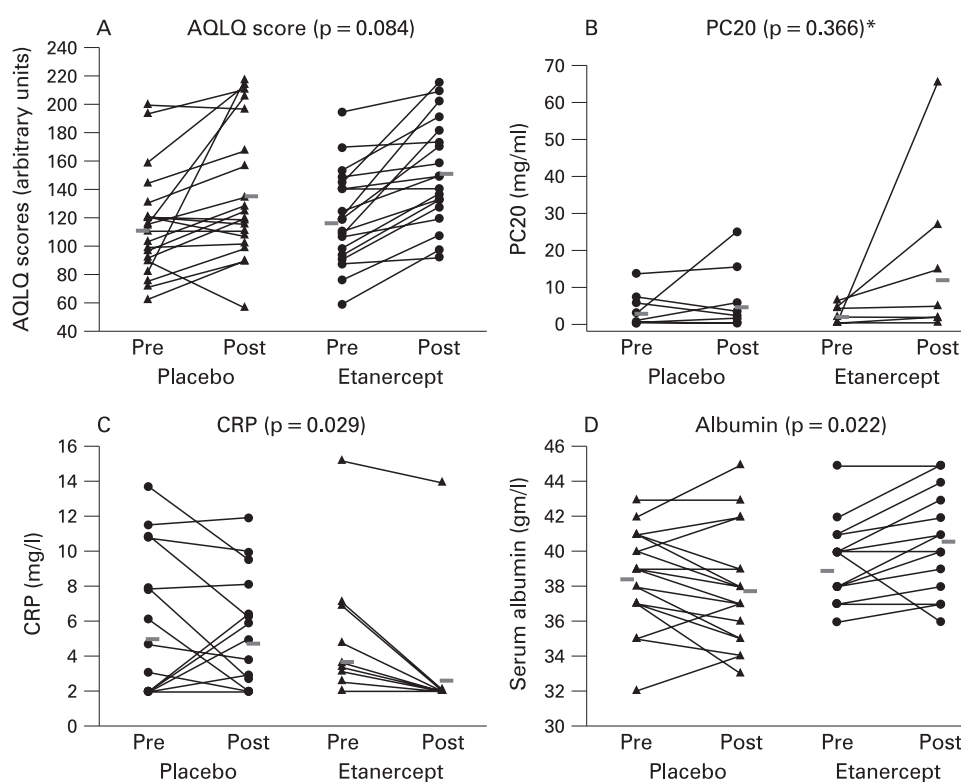 A AQLQ score (p = 0.084)
AQLQ scores (arbitrary units)
240
220
200
180
160
140
120
100
80
60
40
Pre Post Pre Post
Placebo Etanercept
B PC20 (p = 0.366)*
PC20 (mg/ml)
70
60
50
40
30
20
10
0
Pre Post Pre Post
Placebo Etanercept
C CRP (p = 0.029)
CRP (mg/l)
16
14
12
10
8
6
4
2
0
Pre Post Pre Post
Placebo Etanercept
D Albumin (p = 0.022)
Serum albumin (gm/l)
46
44
42
40
38
36
34
32
30
Pre Post Pre Post
Placebo Etanercept